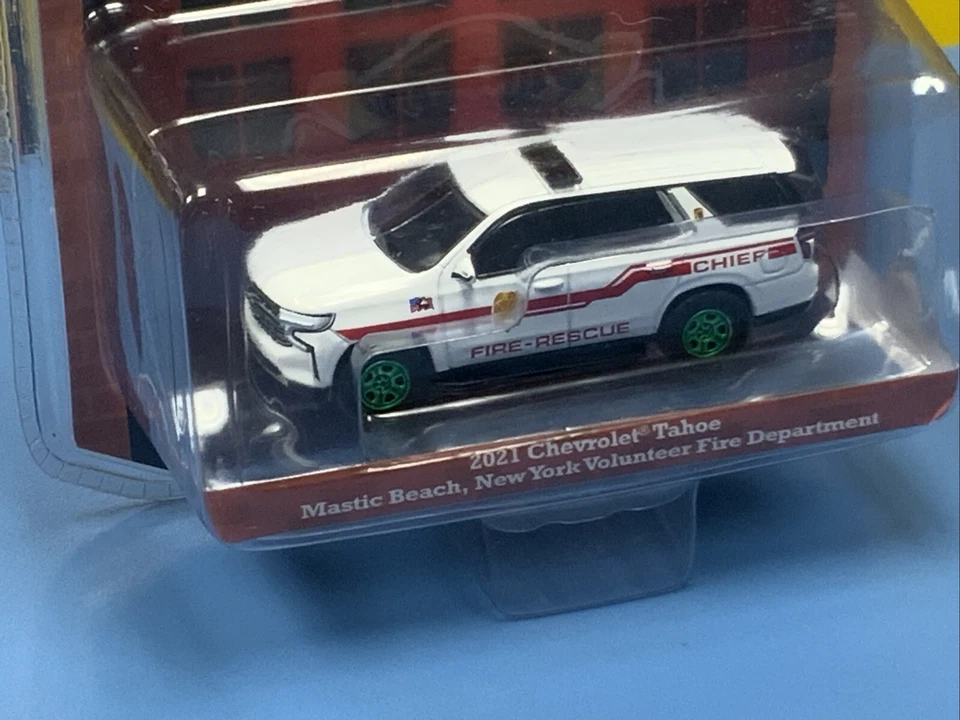 CHIEF
FIRE-RESCUE
2021 Chevrolet® Tahoe
Mastic Beach, New York Volunteer Fire Department